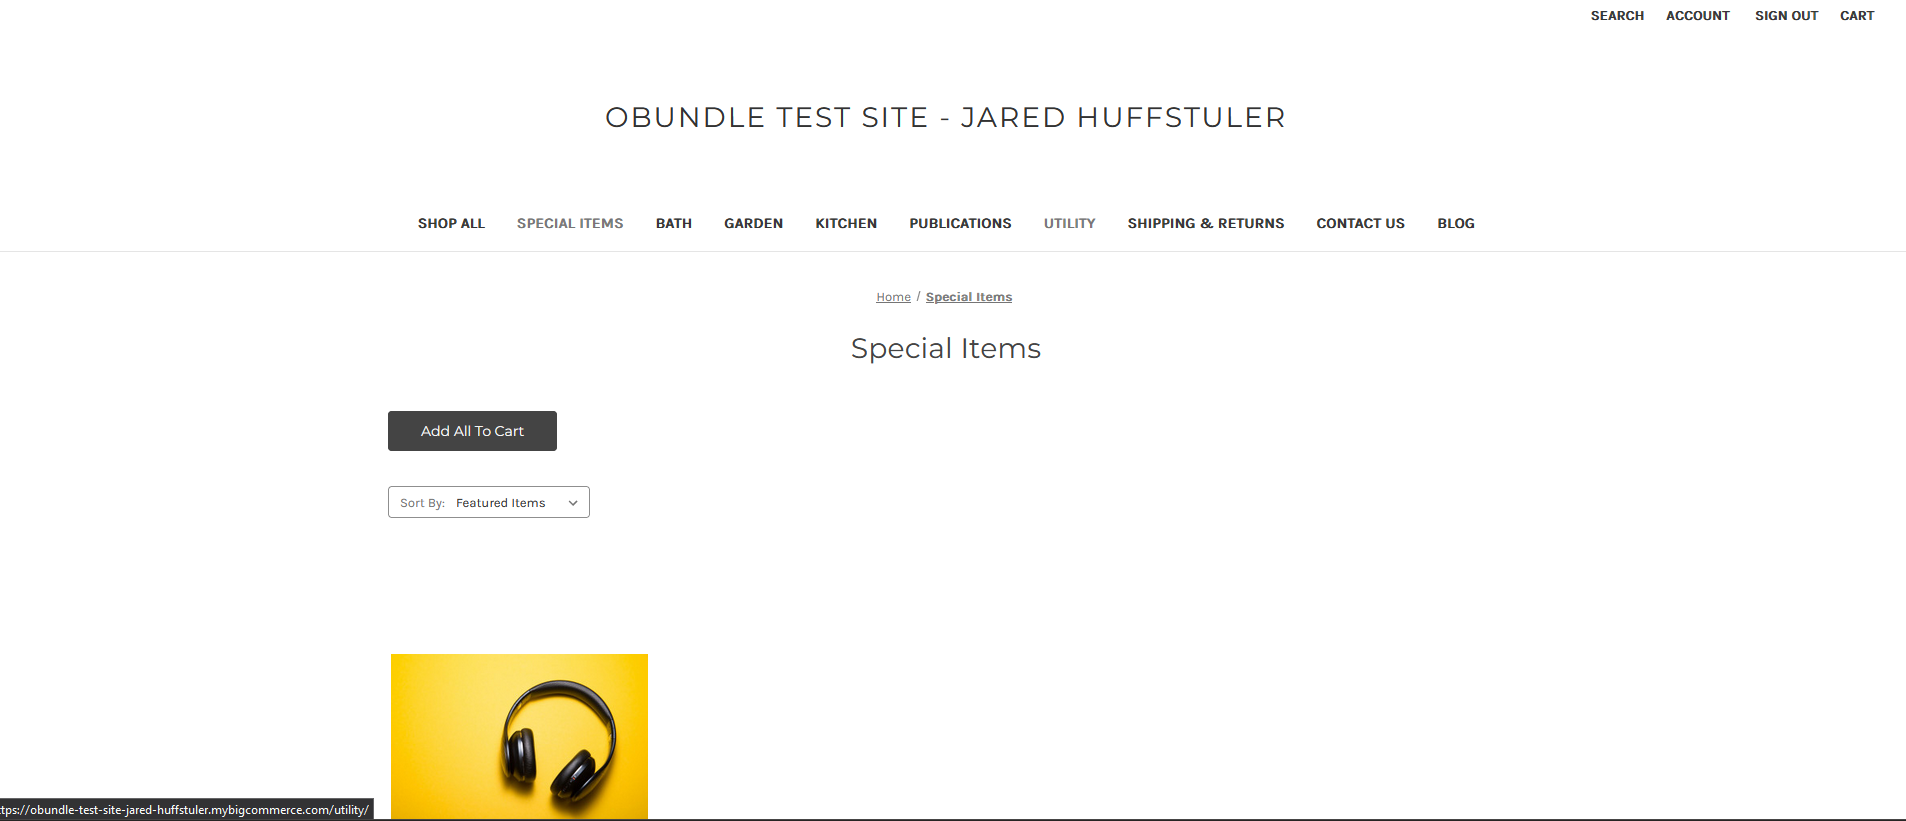 SEARCH ACCOUNT SIGN OUT CART
OBUNDLE TEST SITE - JARED HUFFSTULER
SHOP ALL SPECIAL ITEMS BATH GARDEN KITCHEN PUBLICATIONS UTILITY SHIPPING & RETURNS CONTACT US BLOG
Home / Special Items
Special Items
Add All To Cart
Sort By: Featured Items
tps://obundle-test-site-jared-huffstuler.mybigcommerce.com/utility/